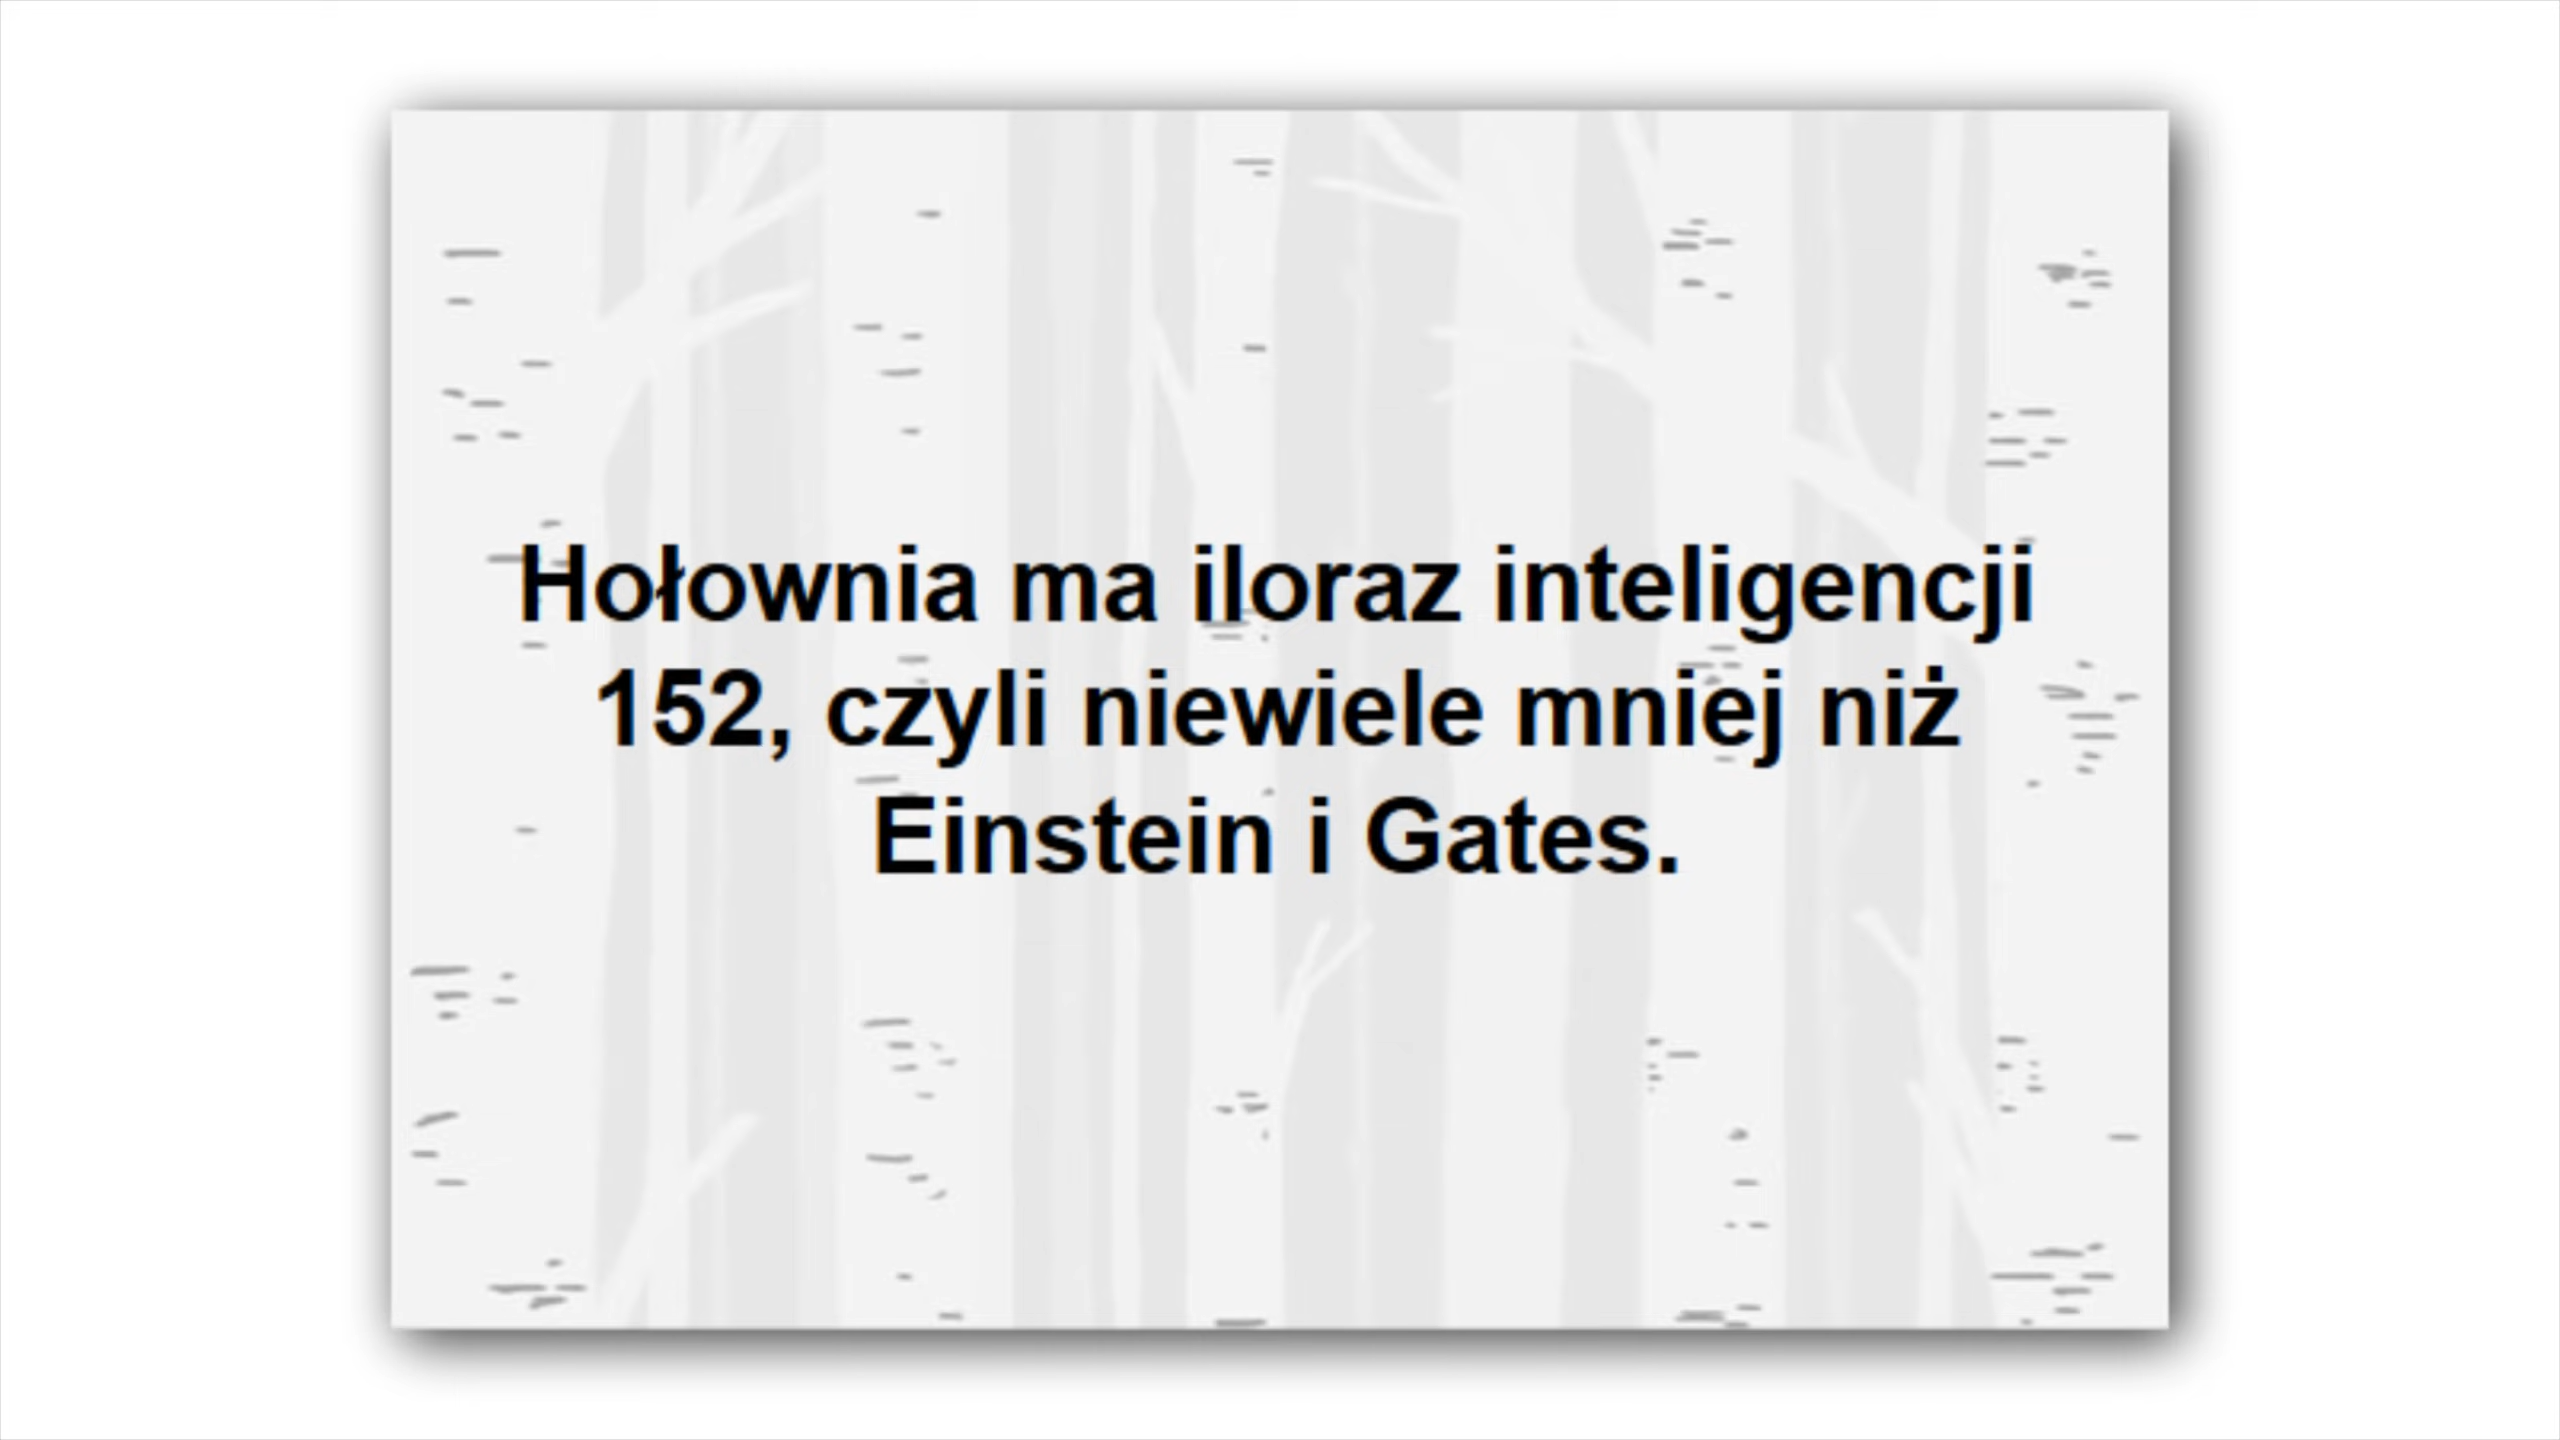 Hołownia ma iloraz inteligencji
152, czyli niewiele mniej niż
Einstein i Gates.